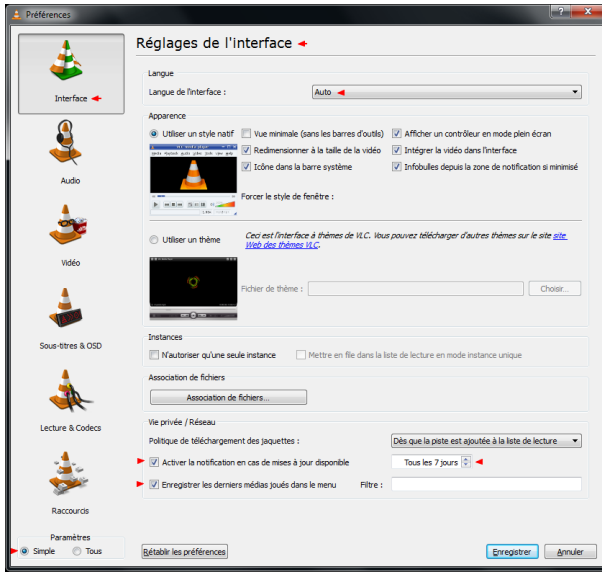 Préférences
Réglages de l'interface
Interface
Audio
Vidéo
Sous-titres & OSD
Lecture & Codecs
Raccourcis
Paramètres
Simple Tous
Langue
Langue de l'interface : Auto
Apparence
Utiliser un style natif Vue minimale (sans les barres d'outils) Afficher un contrôleur en mode plein écran
Redimensionner à la taille de la vidéo Intégrer la vidéo dans l'interface
Icône dans la barre système Infobulles depuis la zone de notification si minimisé
Forcer le style de fenêtre :
Utiliser un thème Ceci est l'interface à thèmes de VLC. Vous pouvez télécharger d'autres thèmes sur le site site
Web des thèmes VLC.
Fichier de thème : Choisir...
Instances
N'autoriser qu'une seule instance Mettre en file dans la liste de lecture en mode instance unique
Association de fichiers
Association de fichiers...
Vie privée / Réseau
Politique de téléchargement des jaquettes : Dès que la piste est ajoutée à la liste de lecture
Activer la notification en cas de mises à jour disponible Tous les 7 jours
Enregistrer les derniers médias joués dans le menu Filtre :
Rétablir les préférences Enregistrer Annuler